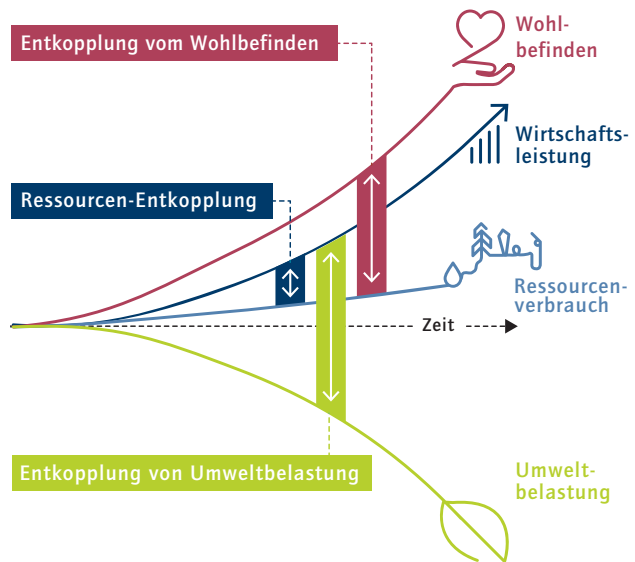 Entkopplung vom Wohlbefinden
Wohl-
befinden
Wirtschafts-
leistung
Ressourcen-Entkopplung
Ressourcen-
verbrauch
Zeit
Entkopplung von Umweltbelastung
Umwelt-
belastung